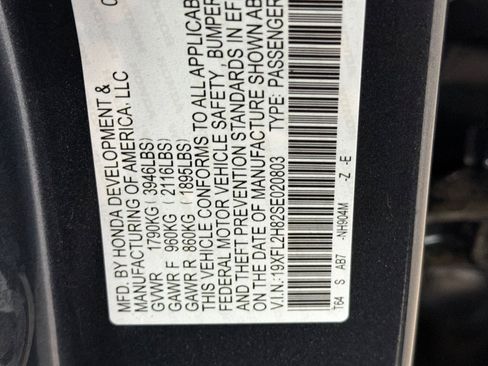 MFD. BY HONDA DEVELOPMENT &
MANUFACTURING OF AMERICA, LLC
GVWR 1790KG ( 3946LBS)
GAWR F 960KG ( 2116LBS)
GAWR R 860KG ( 1895LBS)
THIS VEHICLE CONFORMS TO ALL APPLICAB
FEDERAL MOTOR VEHICLE SAFETY, BUMPER
AND THEFT PREVENTION STANDARDS IN EF
THE DATE OF MANUFACTURE SHOWN AB
V.I.N.:19XFL2H82SE020803 TYPE: PASSENGER
T64 S AB7 -NH904M -Z -E